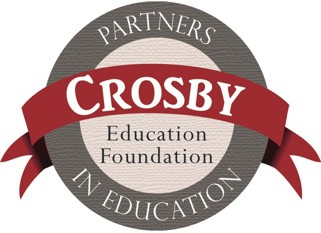 PARTNERS
CROSBY
Education
Foundation
IN EDUCATION